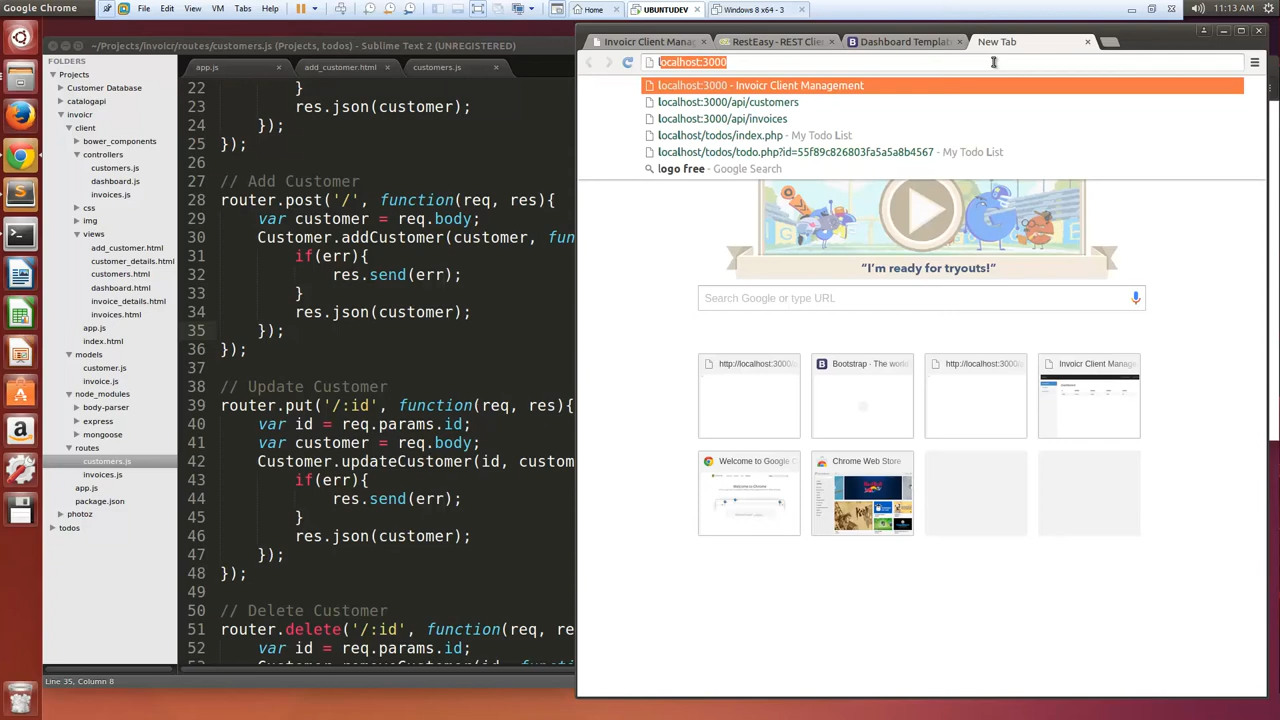 Google Chrome
File Edit View VM Tabs Help
Home
UBUNTUDEV
Windows 8 x64 - 3
11:13 AM
~/Projects/Invoicr/routes/customers.js (Projects, todos) - Sublime Text 2 (UNREGISTERED)
FOLDERS
Projects
Customer Database
catalogapi
invoicr
client
bower_components
controllers
customers.js
dashboard.js
invoices.js
css
img
views
add_customer.html
customer_details.html
customers.html
dashboard.html
invoice_details.html
invoices.html
app.js
index.html
models
customer.js
invoice.js
node_modules
body-parser
express
mongoose
routes
customers.js
invoices.js
app.js
package.json
photoz
todos
app.js
add_customer.html
customers.js
22 }
23 res.json(customer);
24 });
25 });
26
27 // Add Customer
28 router.post('/', function(req, res){
29 var customer = req.body;
30 Customer.addCustomer(customer, fun
31 if(err){
32 res.send(err);
33 }
34 res.json(customer);
35 });
36 });
37
38 // Update Customer
39 router.put('/:id', function(req, res){
40 var id = req.params.id;
41 var customer = req.body;
42 Customer.updateCustomer(id, custom
43 if(err){
44 res.send(err);
45 }
46 res.json(customer);
47 });
48 });
49
50 // Delete Customer
51 router.delete('/:id', function(req, re
52 var id = req.params.id;
Line 35, Column 8
Invoicr Client Manag
RestEasy - REST Clie
Dashboard Templat
New Tab
localhost:3000
localhost:3000 - Invoicr Client Management
localhost:3000/api/customers
localhost:3000/api/invoices
localhost/todos/index.php - My Todo List
localhost/todos/todo.php?id=55f89c826803fa5a5a8b4567 - My Todo List
logo free - Google Search
"I'm ready for tryouts!"
Search Google or type URL
http://localhost:3000/
Bootstrap · The world
http://localhost:3000/
Invoicr Client Manag
Welcome to Google C
Chrome Web Store